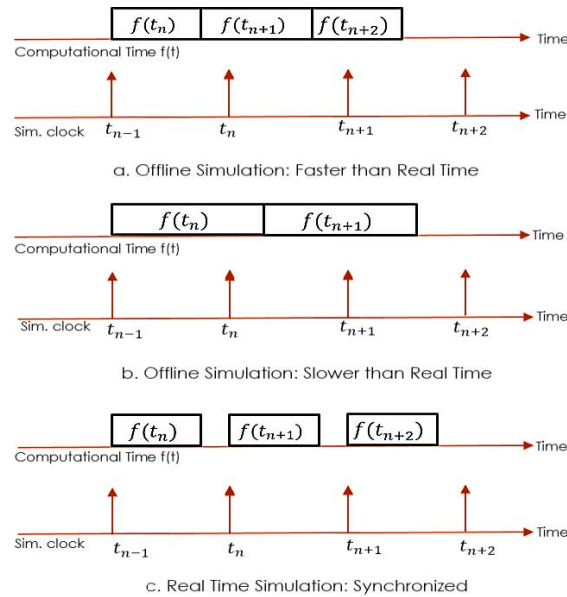 f(tₙ) f(tₙ₊₁) f(tₙ₊₂)
Time
Computational Time f(t)
Time
Sim. clock tₙ₋₁ tₙ tₙ₊₁ tₙ₊₂
a. Offline Simulation: Faster than Real Time
f(tₙ) f(tₙ₊₁)
Time
Computational Time f(t)
Time
Sim. clock tₙ₋₁ tₙ tₙ₊₁ tₙ₊₂
b. Offline Simulation: Slower than Real Time
f(tₙ) f(tₙ₊₁) f(tₙ₊₂)
Time
Computational Time f(t)
Time
Sim. clock tₙ₋₁ tₙ tₙ₊₁ tₙ₊₂
c. Real Time Simulation: Synchronized